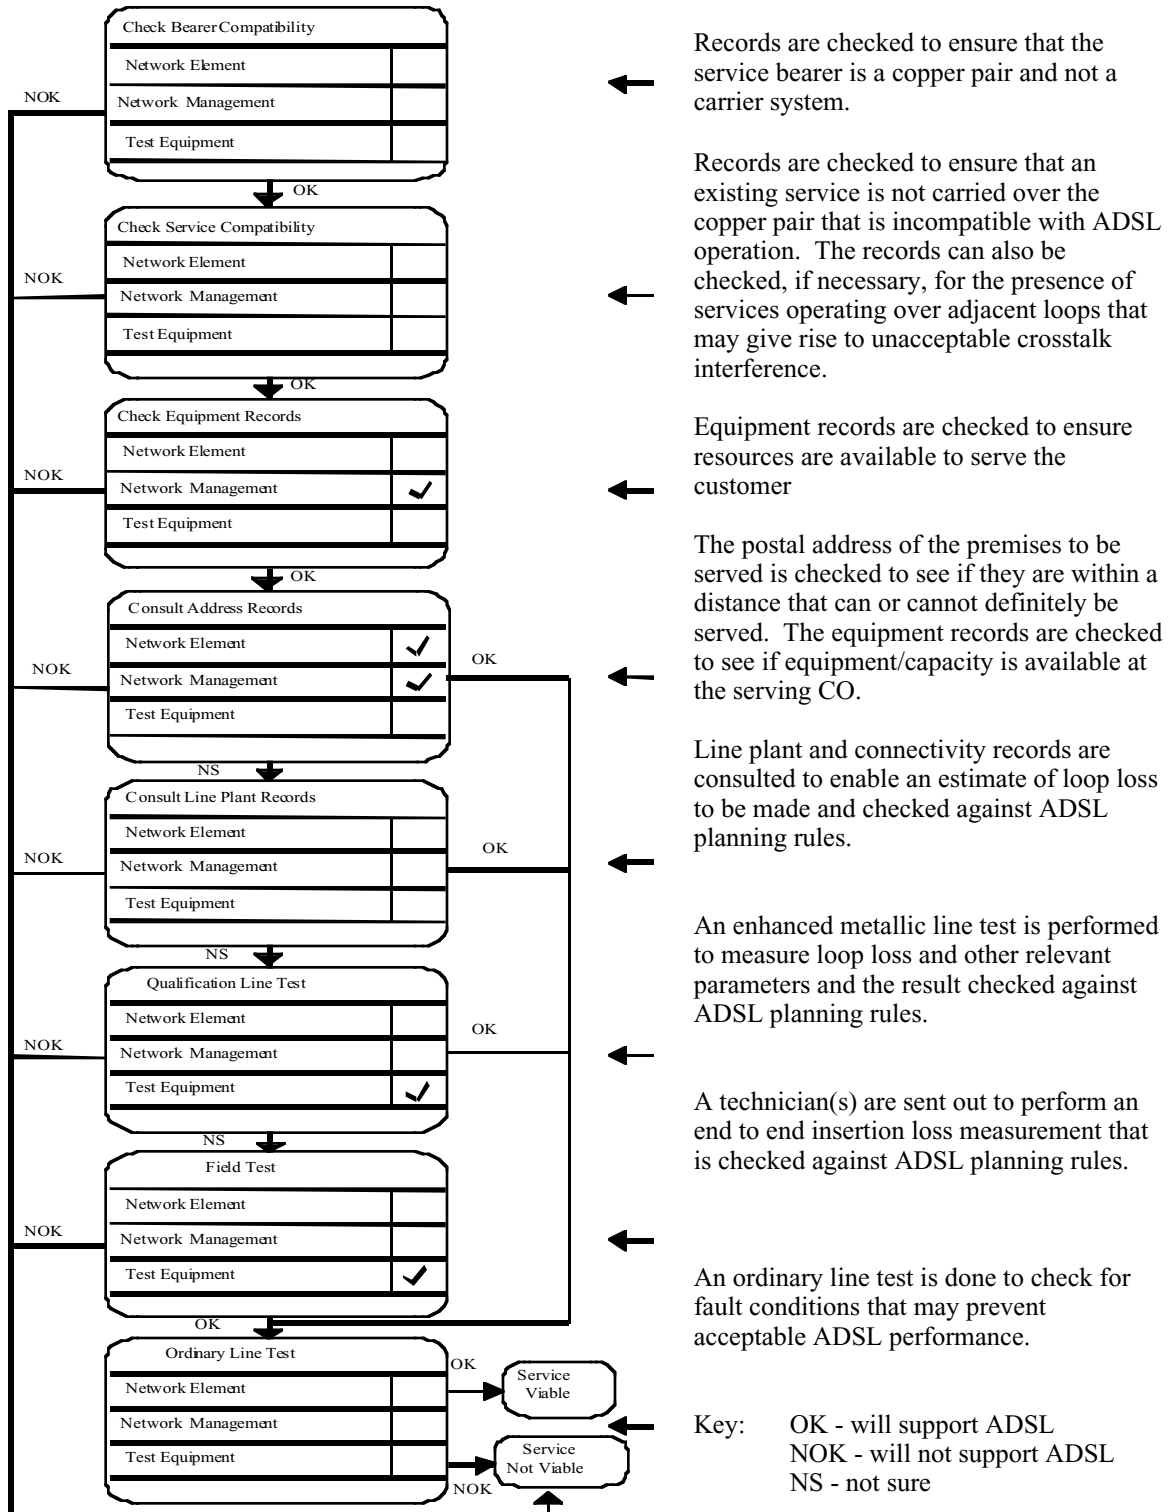 Check Bearer Compatibility
Network Element
Network Management
Test Equipment
NOK
OK
Records are checked to ensure that the
service bearer is a copper pair and not a
carrier system.
Check Service Compatibility
Network Element
Network Management
Test Equipment
NOK
OK
Records are checked to ensure that an
existing service is not carried over the
copper pair that is incompatible with ADSL
operation. The records can also be
checked, if necessary, for the presence of
services operating over adjacent loops that
may give rise to unacceptable crosstalk
interference.
Check Equipment Records
Network Element
Network Management
Test Equipment
NOK
OK
Equipment records are checked to ensure
resources are available to serve the
customer
Consult Address Records
Network Element
Network Management
Test Equipment
NOK
OK
NS
The postal address of the premises to be
served is checked to see if they are within a
distance that can or cannot definitely be
served. The equipment records are checked
to see if equipment/capacity is available at
the serving CO.
Consult Line Plant Records
Network Element
Network Management
Test Equipment
NOK
OK
NS
Line plant and connectivity records are
consulted to enable an estimate of loop loss
to be made and checked against ADSL
planning rules.
Qualification Line Test
Network Element
Network Management
Test Equipment
NOK
OK
NS
An enhanced metallic line test is performed
to measure loop loss and other relevant
parameters and the result checked against
ADSL planning rules.
Field Test
Network Element
Network Management
Test Equipment
NOK
OK
A technician(s) are sent out to perform an
end to end insertion loss measurement that
is checked against ADSL planning rules.
Ordinary Line Test
Network Element
Network Management
Test Equipment
OK
NOK
Service
Viable
Service
Not Viable
An ordinary line test is done to check for
fault conditions that may prevent
acceptable ADSL performance.
Key: OK - will support ADSL
NOK - will not support ADSL
NS - not sure